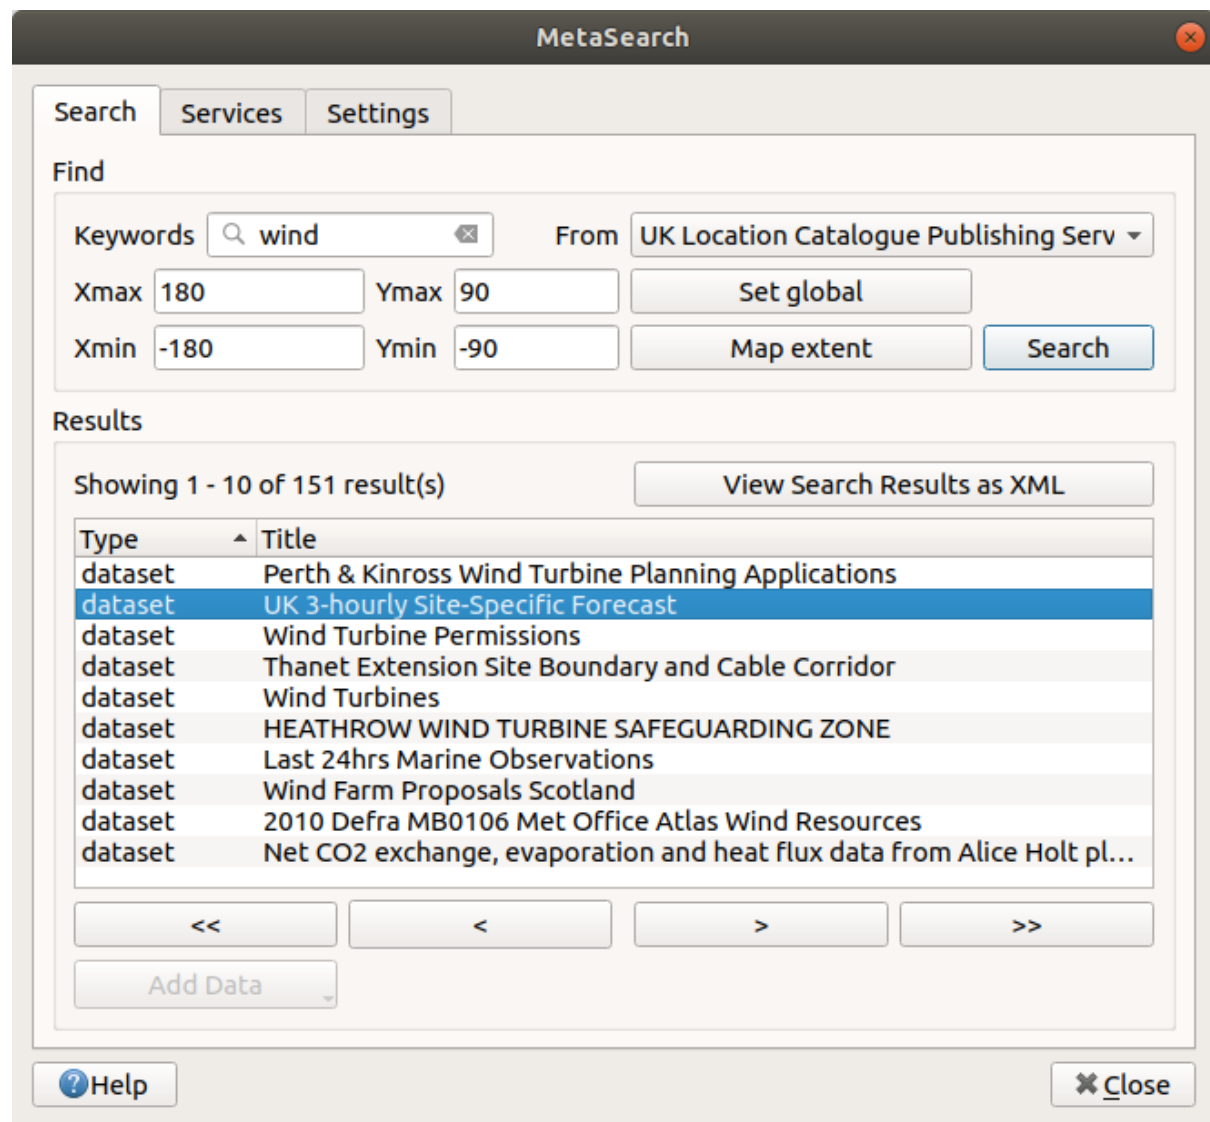 MetaSearch
Search Services Settings
Find
Keywords wind From UK Location Catalogue Publishing Serv
Xmax 180 Ymax 90 Set global
Xmin -180 Ymin -90 Map extent Search
Results
Showing 1 - 10 of 151 result(s) View Search Results as XML
Type Title
dataset Perth & Kinross Wind Turbine Planning Applications
dataset UK 3-hourly Site-Specific Forecast
dataset Wind Turbine Permissions
dataset Thanet Extension Site Boundary and Cable Corridor
dataset Wind Turbines
dataset HEATHROW WIND TURBINE SAFEGUARDING ZONE
dataset Last 24hrs Marine Observations
dataset Wind Farm Proposals Scotland
dataset 2010 Defra MB0106 Met Office Atlas Wind Resources
dataset Net CO2 exchange, evaporation and heat flux data from Alice Holt pl...
<< < > >>
Add Data
Help Close